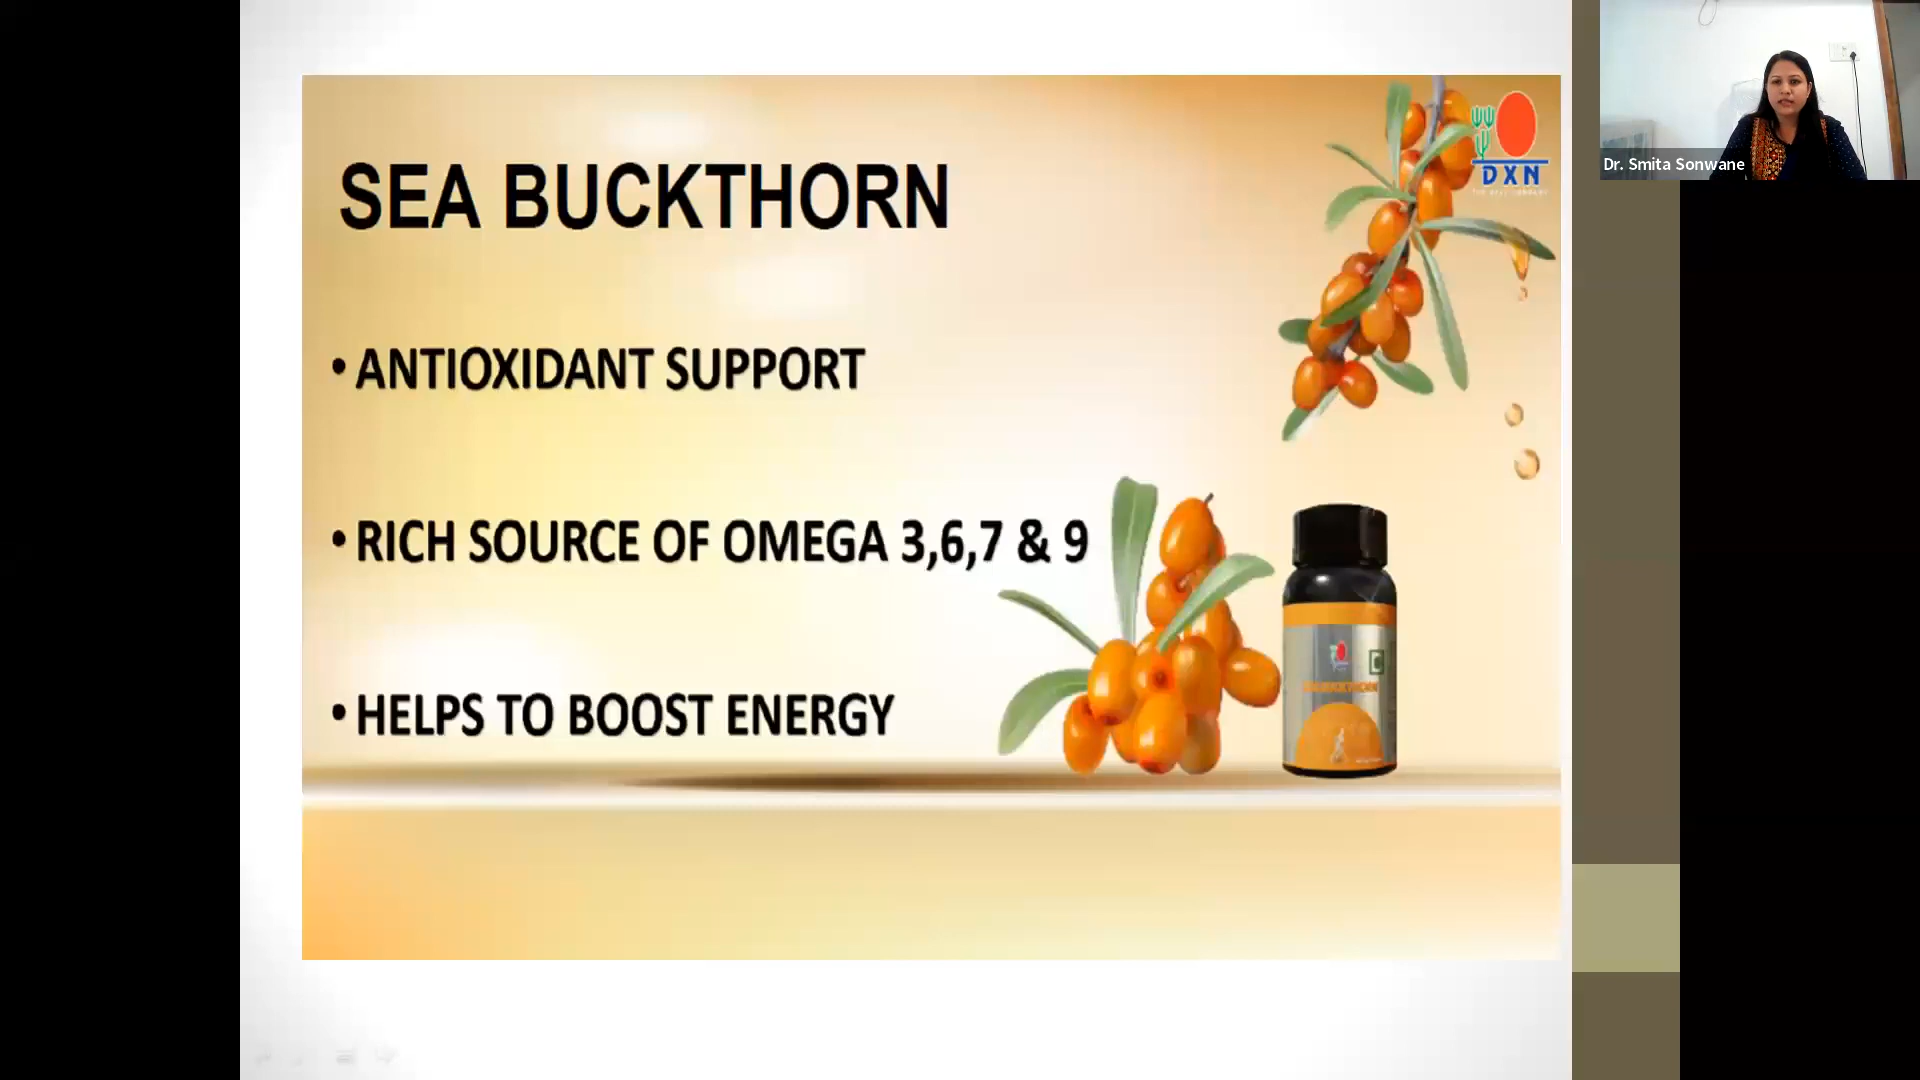 SEA BUCKTHORN
• ANTIOXIDANT SUPPORT
• RICH SOURCE OF OMEGA 3,6,7 & 9
• HELPS TO BOOST ENERGY
DXN
Dr. Smita Sonwane